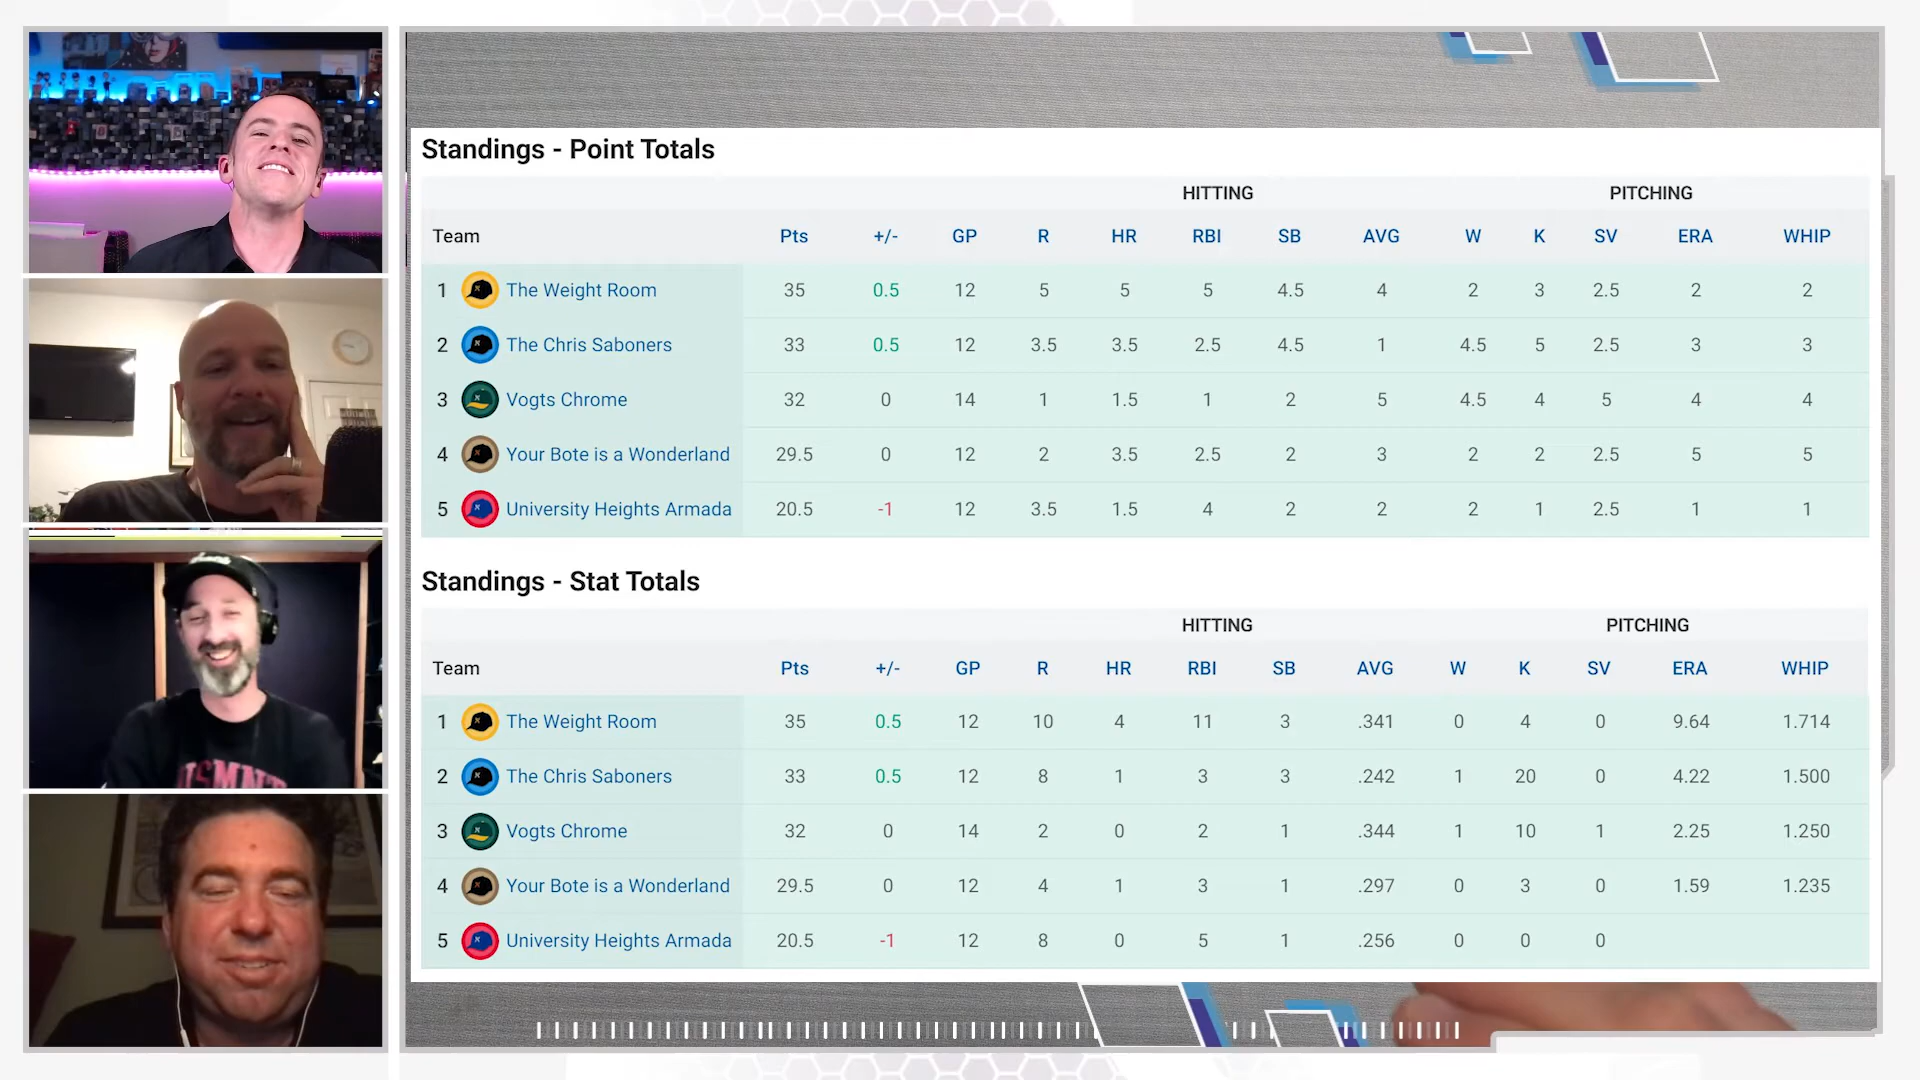 Standings - Point Totals
HITTING PITCHING
Team Pts +/- GP R HR RBI SB AVG W K SV ERA WHIP
1 The Weight Room 35 0.5 12 5 5 5 4.5 4 2 3 2.5 2 2
2 The Chris Saboners 33 0.5 12 3.5 3.5 2.5 4.5 1 4.5 5 2.5 3 3
3 Vogts Chrome 32 0 14 1 1.5 1 2 5 4.5 4 5 4 4
4 Your Bote is a Wonderland 29.5 0 12 2 3.5 2.5 2 3 2 2 2.5 5 5
5 University Heights Armada 20.5 -1 12 3.5 1.5 4 2 2 2 1 2.5 1 1
Standings - Stat Totals
HITTING PITCHING
Team Pts +/- GP R HR RBI SB AVG W K SV ERA WHIP
1 The Weight Room 35 0.5 12 10 4 11 3 .341 0 4 0 9.64 1.714
2 The Chris Saboners 33 0.5 12 8 1 3 3 .242 1 20 0 4.22 1.500
3 Vogts Chrome 32 0 14 2 0 2 1 .344 1 10 1 2.25 1.250
4 Your Bote is a Wonderland 29.5 0 12 4 1 3 1 .297 0 3 0 1.59 1.235
5 University Heights Armada 20.5 -1 12 8 0 5 1 .256 0 0 0